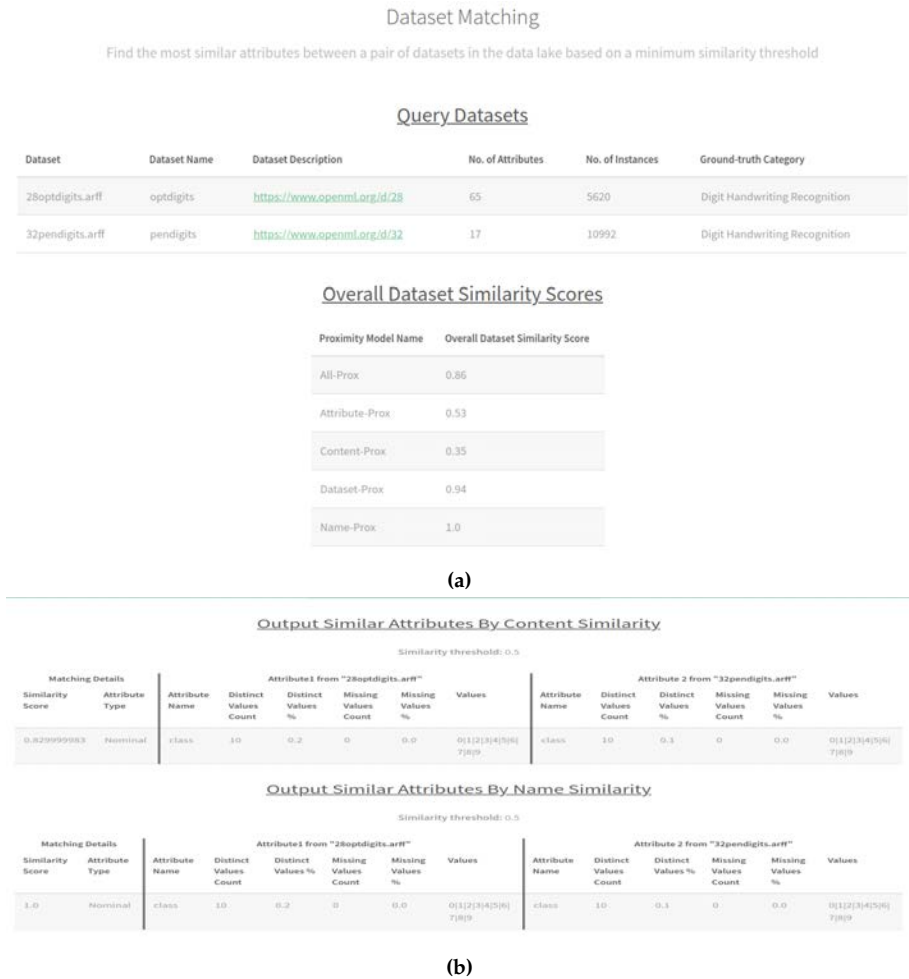 Dataset Matching
Find the most similar attributes between a pair of datasets in the data lake based on a minimum similarity threshold
Query Datasets
Dataset Dataset Name Dataset Description No. of Attributes No. of Instances Ground-truth Category
28optdigits.arff optdigits https://www.openml.org/d/28 65 5620 Digit Handwriting Recognition
32pendigits.arff pendigits https://www.openml.org/d/32 17 10992 Digit Handwriting Recognition
Overall Dataset Similarity Scores
Proximity Model Name Overall Dataset Similarity Score
All-Prox 0.86
Attribute-Prox 0.53
Content-Prox 0.35
Dataset-Prox 0.94
Name-Prox 1.0
(a)
Output Similar Attributes By Content Similarity
Similarity threshold: 0.5
Matching Details Attribute1 from "28optdigits.arff" Attribute 2 from "32pendigits.arff"
Similarity Attribute Attribute Distinct Distinct Missing Missing Values Attribute Distinct Distinct Missing Missing Values
Score Type Name Values Values Values Values Name Values Values Values Values
Count % Count % Count % Count %
0.829999983 Nominal class 10 0.2 0 0.0 0|1|2|3|4|5|6| class 10 0.1 0 0.0 0|1|2|3|4|5|6|
7|8|9 7|8|9
Output Similar Attributes By Name Similarity
Similarity threshold: 0.5
Matching Details Attribute1 from "28optdigits.arff" Attribute 2 from "32pendigits.arff"
Similarity Attribute Attribute Distinct Distinct Missing Missing Values Attribute Distinct Distinct Missing Missing Values
Score Type Name Values Values % Values Values Name Values Values % Values Values
Count Count % Count Count %
1.0 Nominal class 10 0.2 0 0.0 0|1|2|3|4|5|6| class 10 0.1 0 0.0 0|1|2|3|4|5|6|
7|8|9 7|8|9
(b)